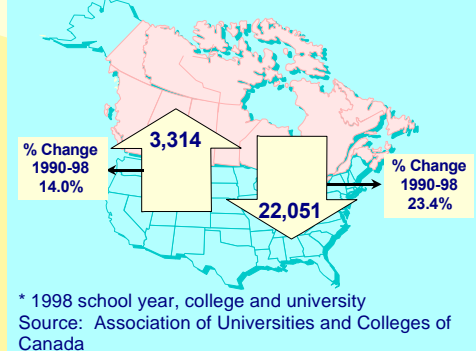 3,314
% Change
1990-98
14.0%
% Change
1990-98
23.4%
22,051
* 1998 school year, college and university
Source: Association of Universities and Colleges of
Canada